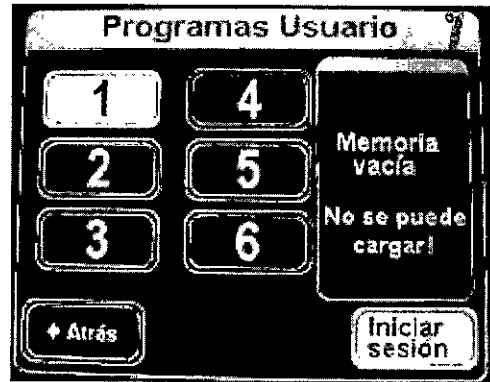 Programas Usuario
1
4
2
5
3
6
Memoria
vacía
No se puede
cargar!
Atrás
Iniciar
sesión